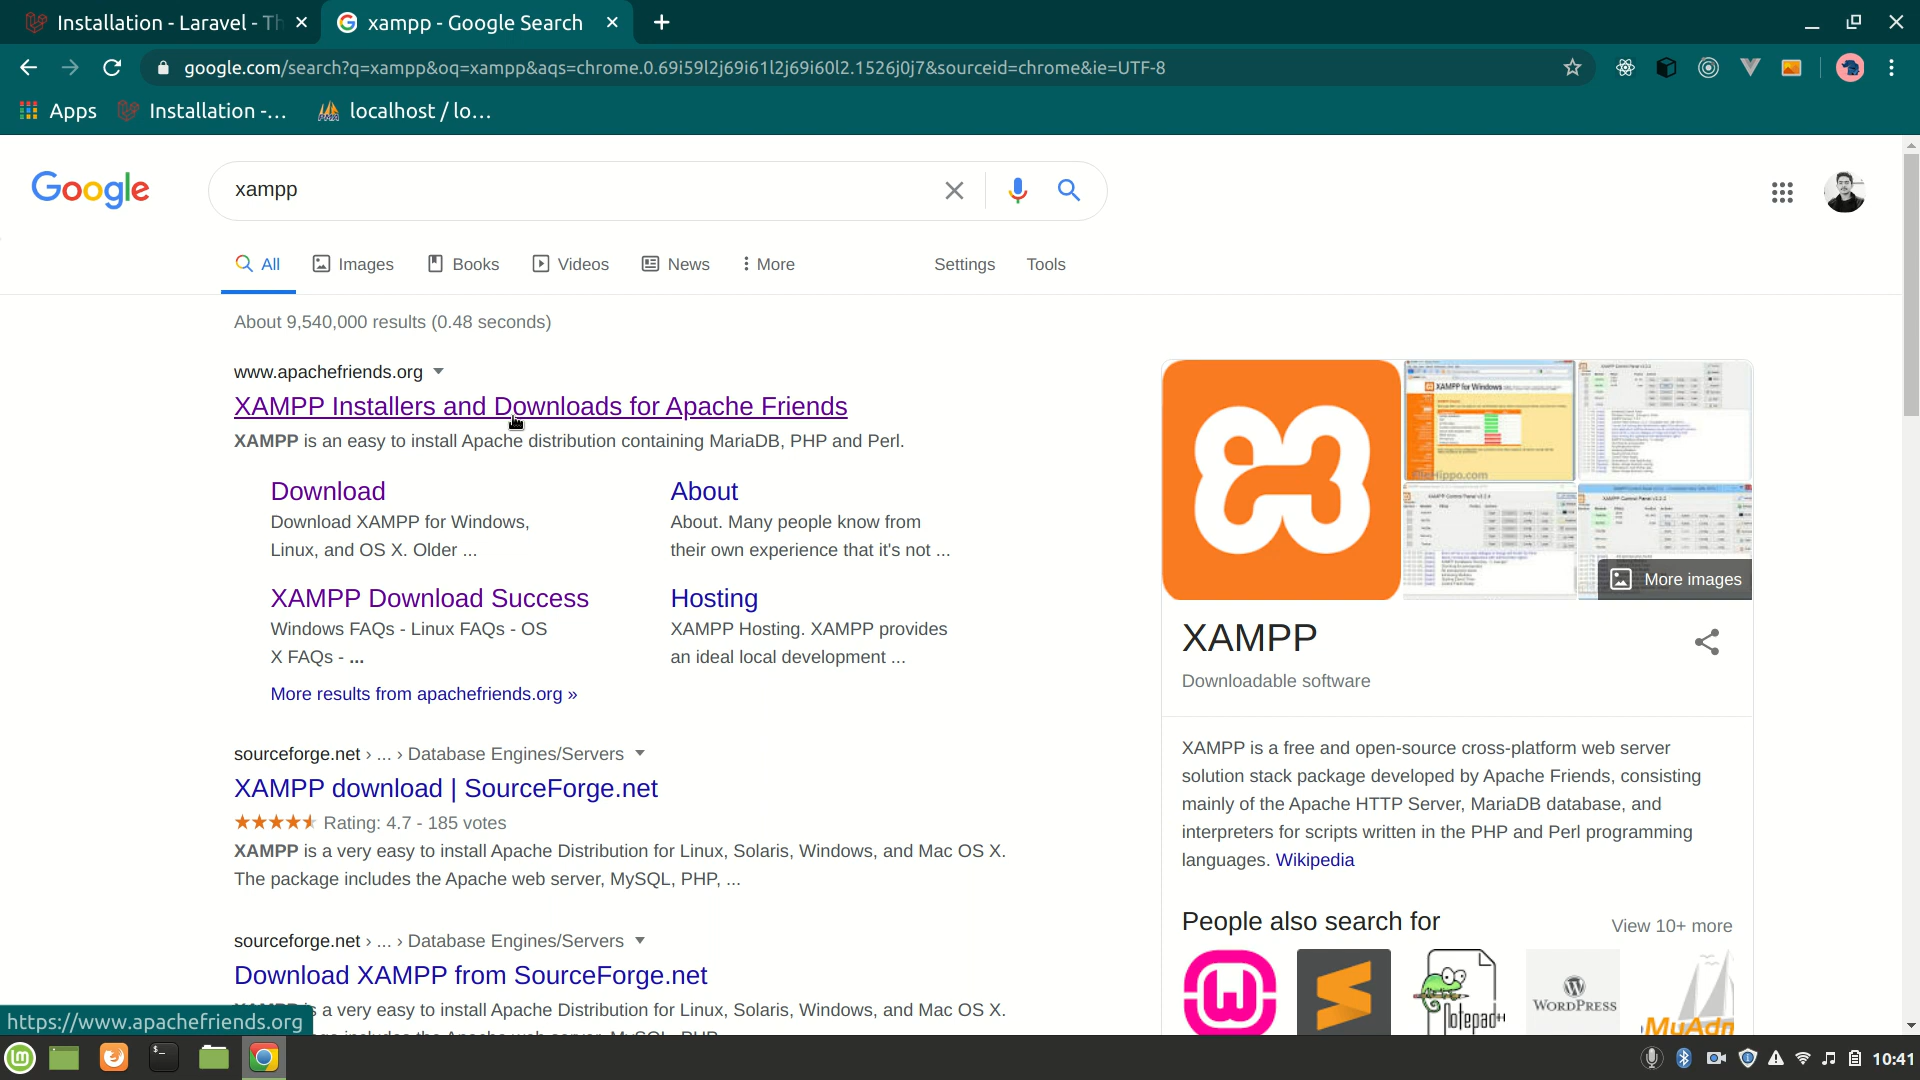 Installation - Laravel - Th
xampp - Google Search
google.com/search?q=xampp&oq=xampp&aqs=chrome.0.69i59l2j69i61l2j69i60l2.1526j0j7&sourceid=chrome&ie=UTF-8
Apps
Installation -...
localhost / lo...
Google
xampp
All
Images
Books
Videos
News
More
Settings
Tools
About 9,540,000 results (0.48 seconds)
www.apachefriends.org
XAMPP Installers and Downloads for Apache Friends
XAMPP is an easy to install Apache distribution containing MariaDB, PHP and Perl.
Download
Download XAMPP for Windows,
Linux, and OS X. Older ...
About
About. Many people know from
their own experience that it's not ...
XAMPP Download Success
Windows FAQs - Linux FAQs - OS
X FAQs - ...
Hosting
XAMPP Hosting. XAMPP provides
an ideal local development ...
More results from apachefriends.org »
sourceforge.net › ... › Database Engines/Servers
XAMPP download | SourceForge.net
Rating: 4.7 - 185 votes
XAMPP is a very easy to install Apache Distribution for Linux, Solaris, Windows, and Mac OS X.
The package includes the Apache web server, MySQL, PHP, ...
sourceforge.net › ... › Database Engines/Servers
Download XAMPP from SourceForge.net
XAMPP is a very easy to install Apache Distribution for Linux, Solaris, Windows, and Mac OS X.
https://www.apachefriends.org
XAMPP for Windows
More images
XAMPP
Downloadable software
XAMPP is a free and open-source cross-platform web server
solution stack package developed by Apache Friends, consisting
mainly of the Apache HTTP Server, MariaDB database, and
interpreters for scripts written in the PHP and Perl programming
languages. Wikipedia
People also search for
View 10+ more
WORDPRESS
10:41